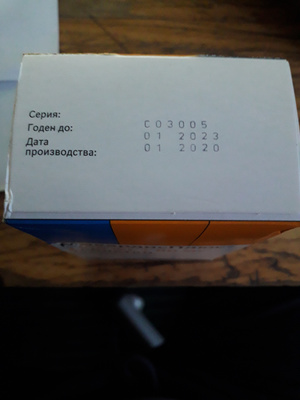 Серия: C03005
Годен до: 01 2023
Дата
производства: 01 2020